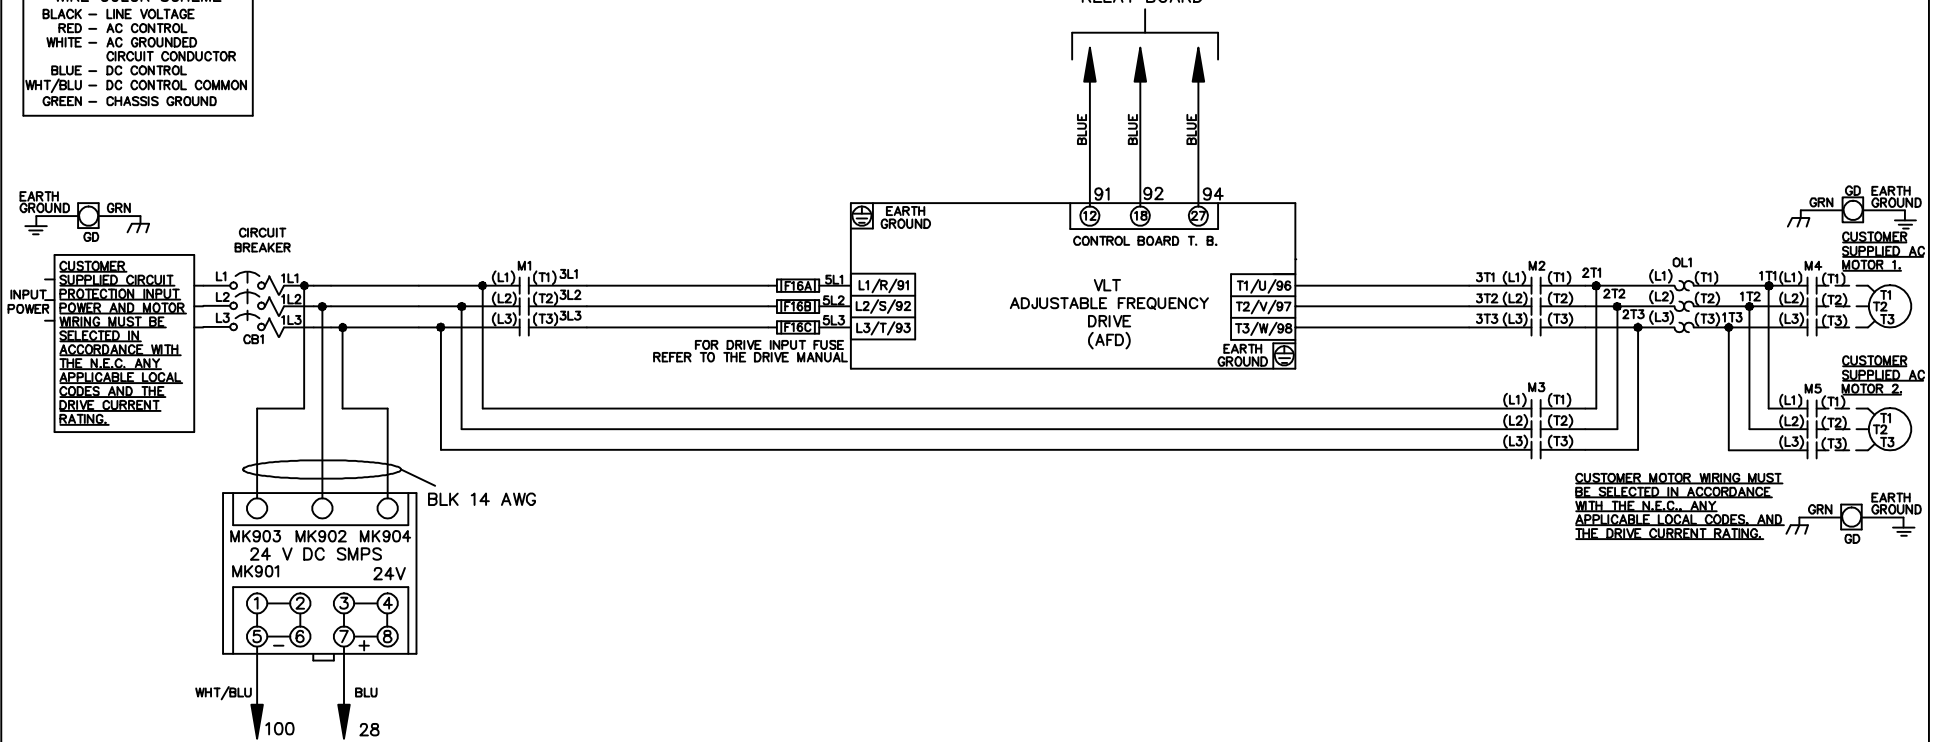 WIRE COLOR SCHEME
BLACK – LINE VOLTAGE
RED – AC CONTROL
WHITE – AC GROUNDED
CIRCUIT CONDUCTOR
BLUE – DC CONTROL
WHT/BLU – DC CONTROL COMMON
GREEN – CHASSIS GROUND
RELAY BOARD
BLUE
BLUE
BLUE
91 92 94
12 18 27
CONTROL BOARD T. B.
EARTH
GROUND
GRN
GD
CIRCUIT
BREAKER
INPUT
POWER
CUSTOMER
SUPPLIED CIRCUIT
PROTECTION INPUT
POWER AND MOTOR
WIRING MUST BE
SELECTED IN
ACCORDANCE WITH
THE N.E.C. ANY
APPLICABLE LOCAL
CODES AND THE
DRIVE CURRENT
RATING.
L1 1L1
L2 1L2
L3 1L3
CB1
M1
(L1) (T1) 3L1
(L2) (T2) 3L2
(L3) (T3) 3L3
F16A 5L1
F16B 5L2
F16C 5L3
FOR DRIVE INPUT FUSE
REFER TO THE DRIVE MANUAL
EARTH
GROUND
L1/R/91
L2/S/92
L3/T/93
VLT
ADJUSTABLE FREQUENCY
DRIVE
(AFD)
T1/U/96
T2/V/97
T3/W/98
EARTH
GROUND
M2
3T1 (L1) (T1) 2T1
3T2 (L2) (T2) 2T2
3T3 (L3) (T3) 2T3
OL1
(L1) (T1) 1T1
(L2) (T2) 1T2
(L3) (T3) 1T3
M4
(L1) (T1)
(L2) (T2)
(L3) (T3)
GD EARTH
GRN GROUND
CUSTOMER
SUPPLIED AC
MOTOR 1.
T1
T2
T3
M3
(L1) (T1)
(L2) (T2)
(L3) (T3)
CUSTOMER
SUPPLIED AC
MOTOR 2.
M5
(L1) (T1)
(L2) (T2)
(L3) (T3)
T1
T2
T3
CUSTOMER MOTOR WIRING MUST
BE SELECTED IN ACCORDANCE
WITH THE N.E.C., ANY
APPLICABLE LOCAL CODES, AND
THE DRIVE CURRENT RATING.
EARTH
GRN GROUND
GD
BLK 14 AWG
MK903 MK902 MK904
24 V DC SMPS
MK901 24V
1 2 3 4
5 6 7 8
– +
WHT/BLU BLU
100 28